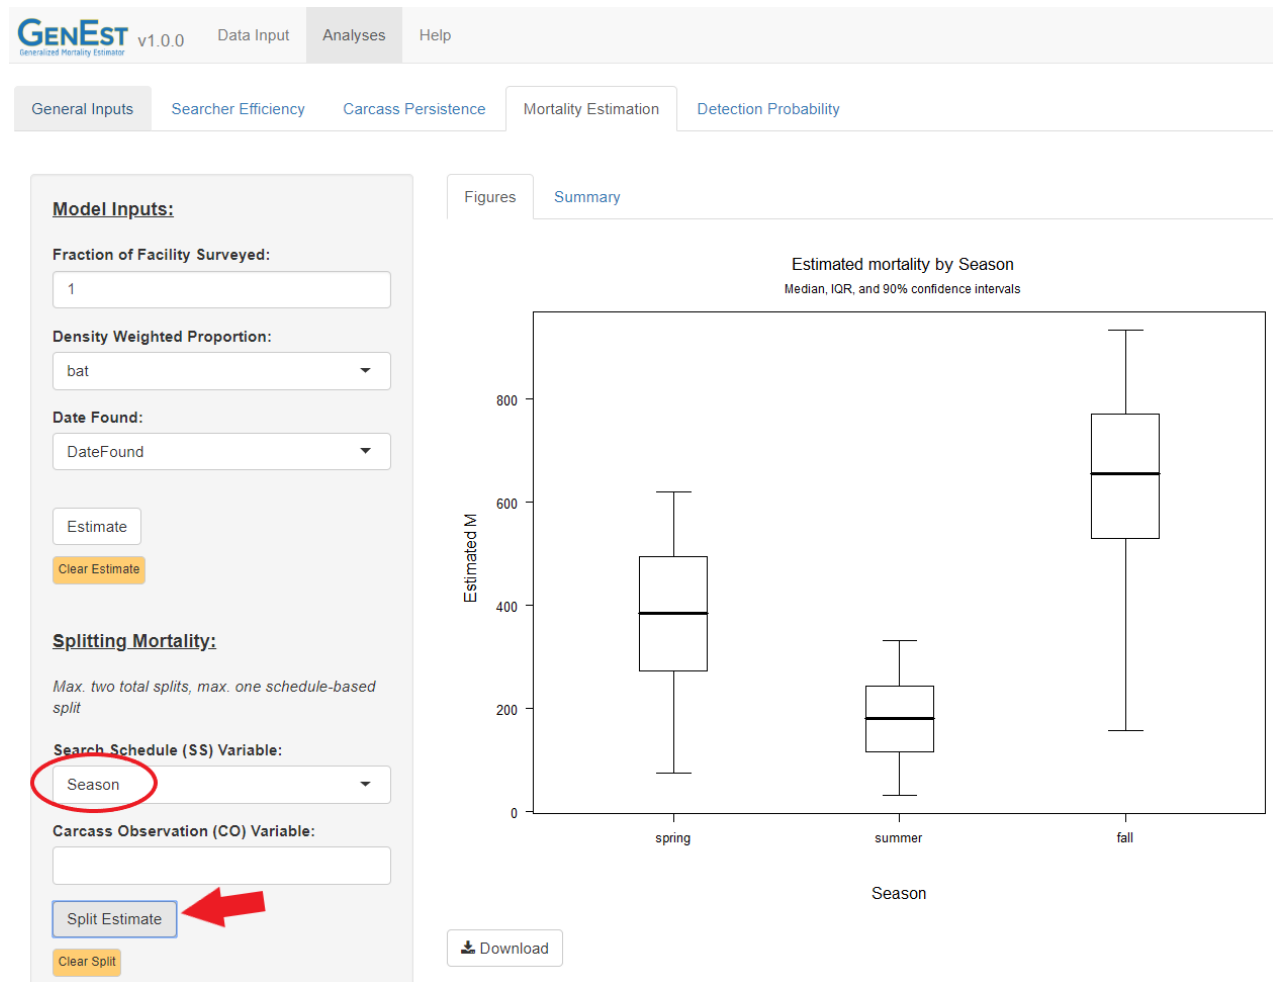 GENEST v1.0.0 Data Input Analyses Help
Generalized Mortality Estimator
General Inputs Searcher Efficiency Carcass Persistence Mortality Estimation Detection Probability
Model Inputs:
Fraction of Facility Surveyed:
1
Density Weighted Proportion:
bat
Date Found:
DateFound
Estimate
Clear Estimate
Splitting Mortality:
Max. two total splits, max. one schedule-based
split
Search Schedule (SS) Variable:
Season
Carcass Observation (CO) Variable:
Split Estimate
Clear Split
Figures Summary
Estimated mortality by Season
Median, IQR, and 90% confidence intervals
Estimated M
800
600
400
200
0
spring summer fall
Season
Download